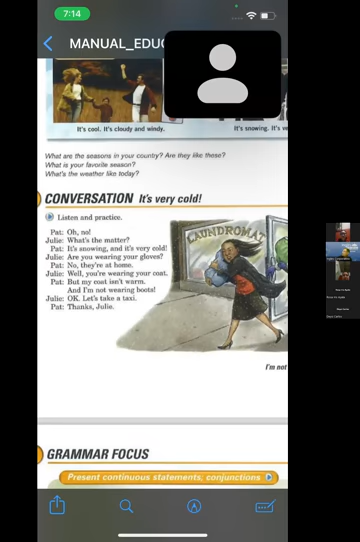 7:14
MANUAL_EDUC
It's cool. It's cloudy and windy.
It's snowing. It's ve
What are the seasons in your country? Are they like these?
What is your favorite season?
What's the weather like today?
CONVERSATION It's very cold!
Listen and practice.
Pat: Oh, no!
Julie: What's the matter?
Pat: It's snowing, and it's very cold!
Julie: Are you wearing your gloves?
Pat: No, they're at home.
Julie: Well, you're wearing your coat.
Pat: But my coat isn't warm.
And I'm not wearing boots!
Julie: OK. Let's take a taxi.
Pat: Thanks, Julie.
LAUNDROMAT
I'm not
GRAMMAR FOCUS
Present continuous statements; conjunctions